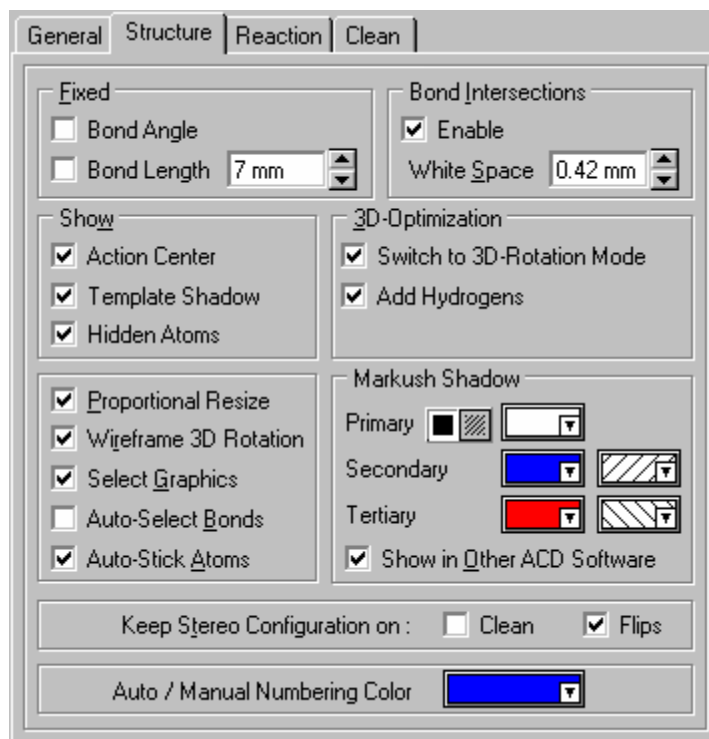 General Structure Reaction Clean
Fixed
Bond Angle
Bond Length 7 mm
Bond Intersections
Enable
White Space 0.42 mm
Show
Action Center
Template Shadow
Hidden Atoms
3D-Optimization
Switch to 3D-Rotation Mode
Add Hydrogens
Proportional Resize
Wireframe 3D Rotation
Select Graphics
Auto-Select Bonds
Auto-Stick Atoms
Markush Shadow
Primary
Secondary
Tertiary
Show in Other ACD Software
Keep Stereo Configuration on : Clean Flips
Auto / Manual Numbering Color